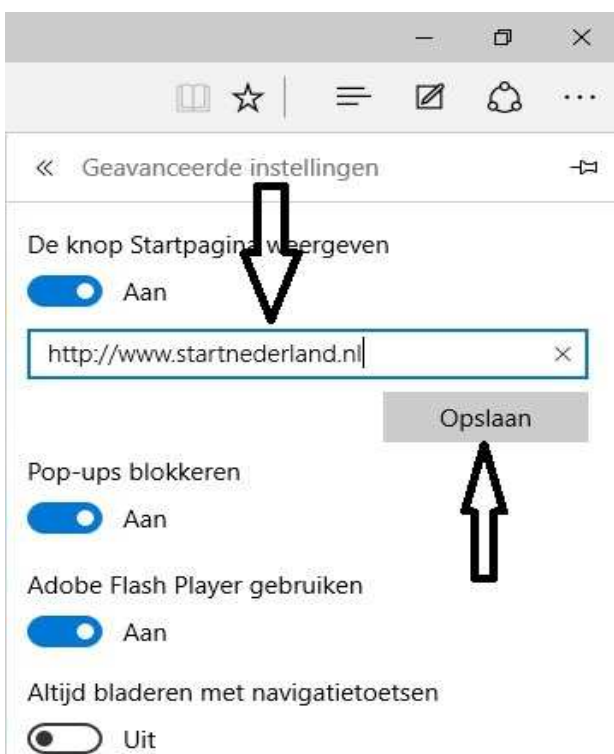 Geavanceerde instellingen
De knop Startpagina weergeven
Aan
http://www.startnederland.nl
Opslaan
Pop-ups blokkeren
Aan
Adobe Flash Player gebruiken
Aan
Altijd bladeren met navigatietoetsen
Uit